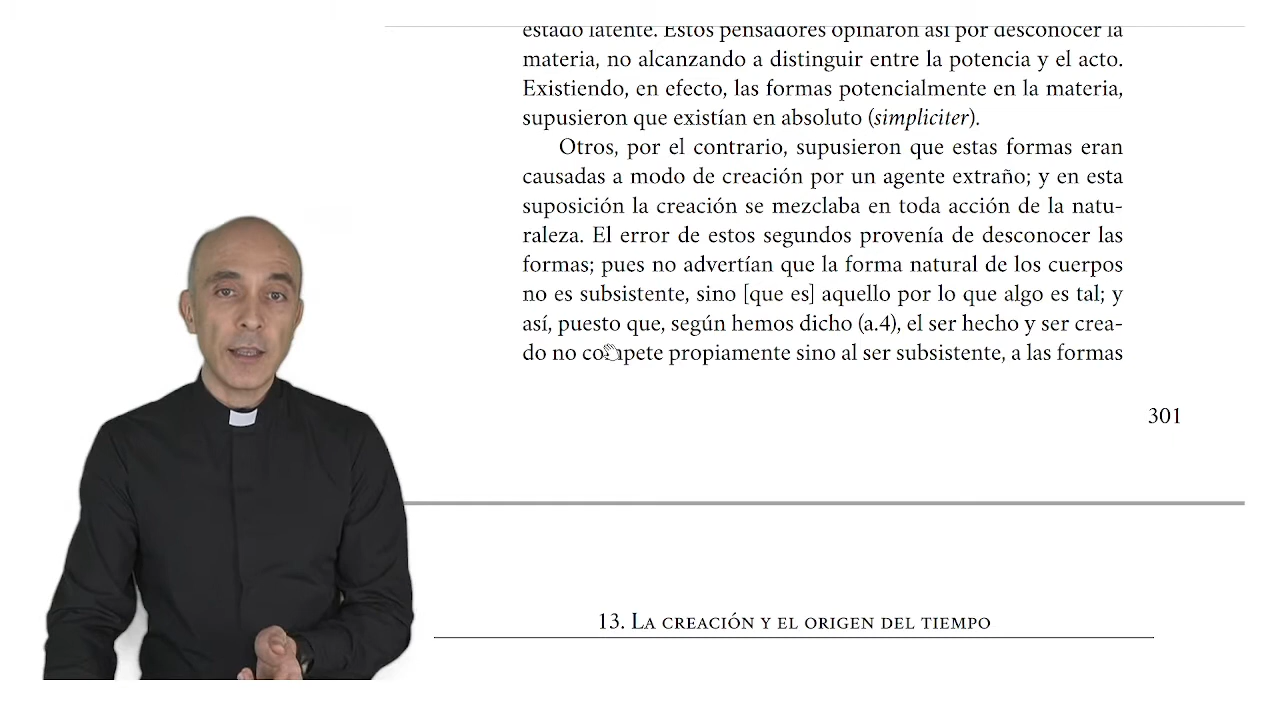 estado latente. Estos pensadores opinaron así por desconocer la
materia, no alcanzando a distinguir entre la potencia y el acto.
Existiendo, en efecto, las formas potencialmente en la materia,
supusieron que existían en absoluto (simpliciter).
Otros, por el contrario, supusieron que estas formas eran
causadas a modo de creación por un agente extraño; y en esta
suposición la creación se mezclaba en toda acción de la natu-
raleza. El error de estos segundos provenía de desconocer las
formas; pues no advertían que la forma natural de los cuerpos
no es subsistente, sino [que es] aquello por lo que algo es tal; y
así, puesto que, según hemos dicho (a.4), el ser hecho y ser crea-
do no compete propiamente sino al ser subsistente, a las formas
301
13. La creación y el origen del tiempo